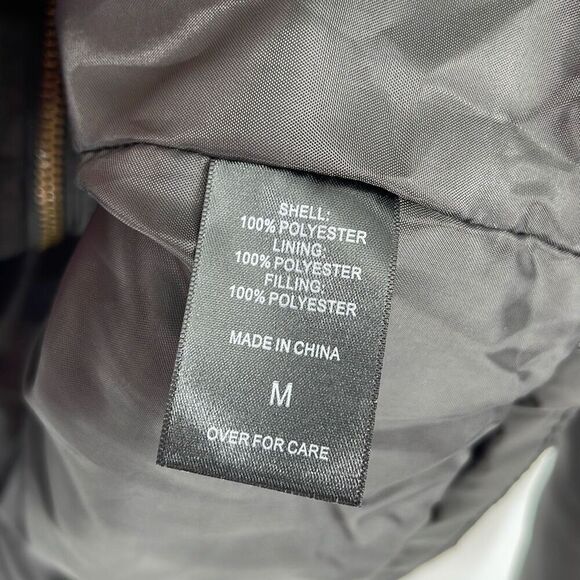 SHELL:
100% POLYESTER
LINING.
100% POLYESTER
FILLING.
100% POLYESTER
MADE IN CHINA
M
OVER FOR CARE